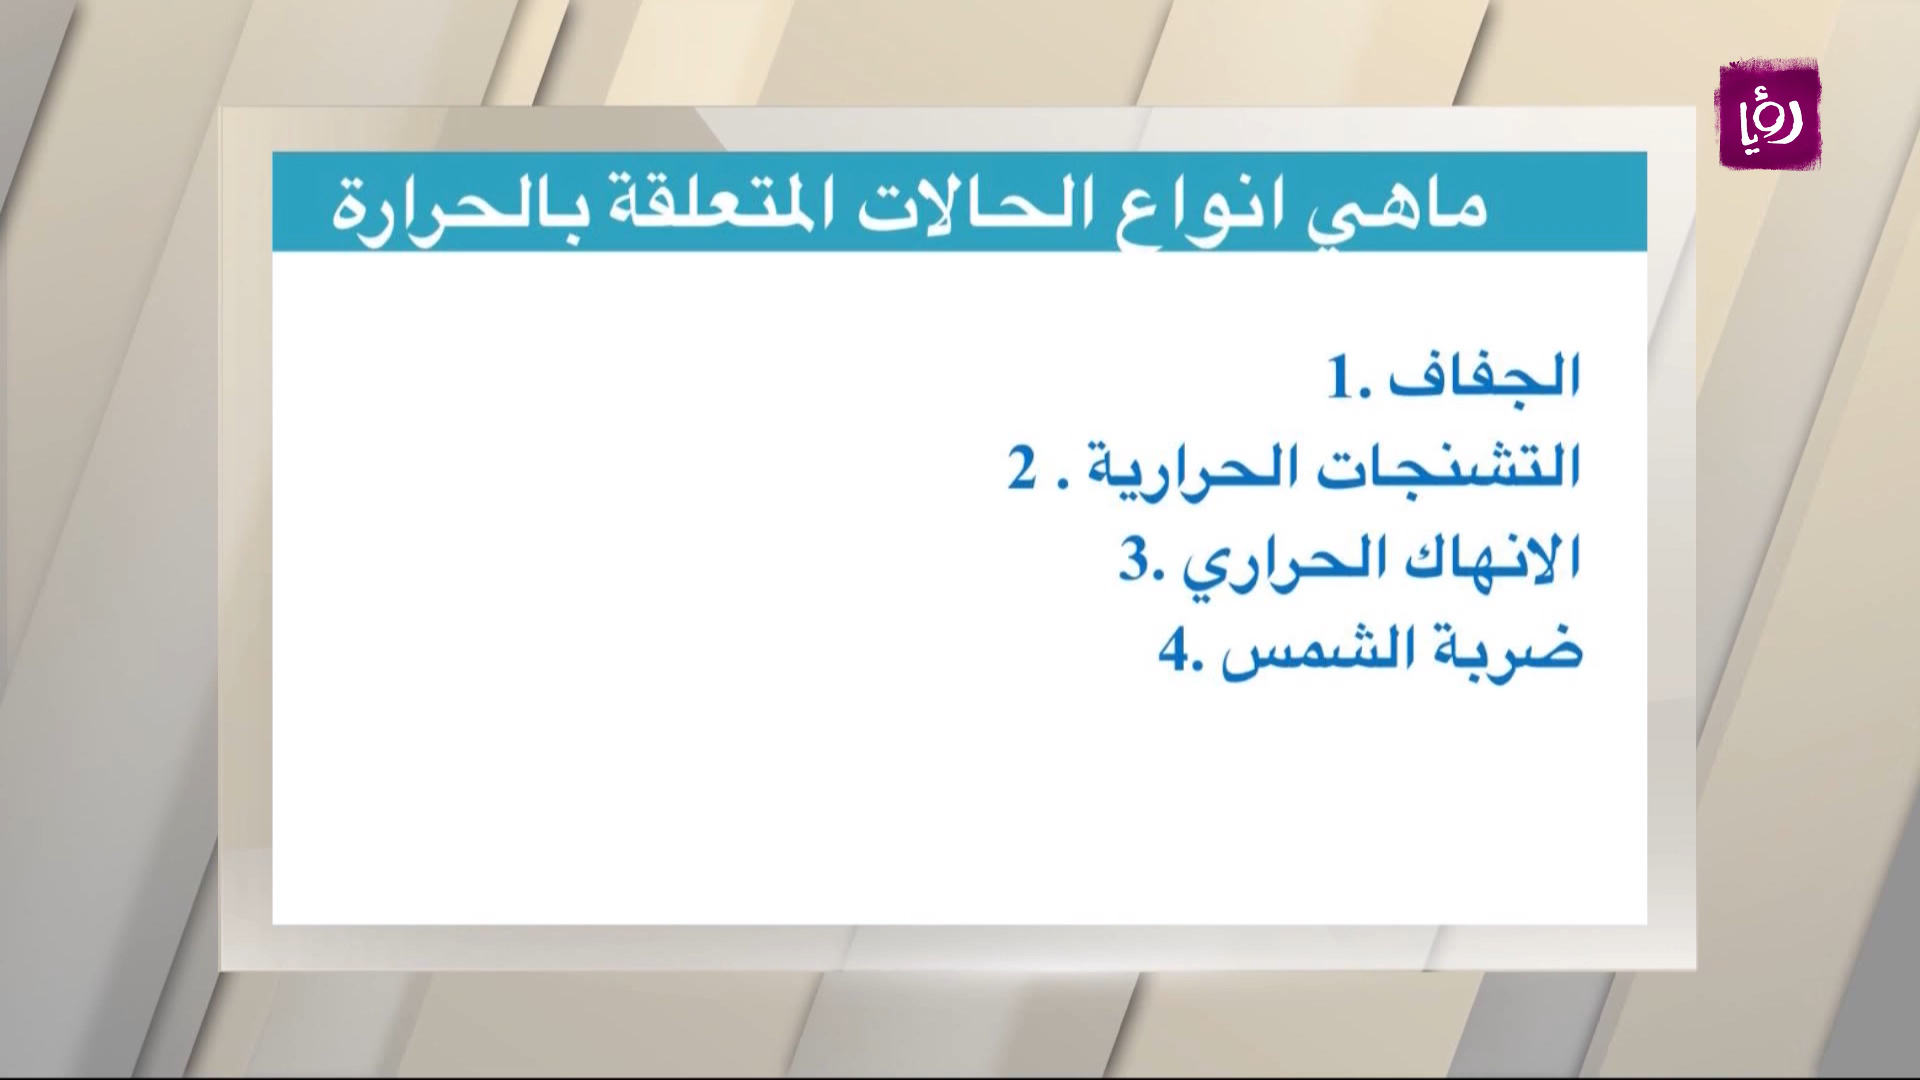 رؤيا
ماهي انواع الحالات المتعلقة بالحرارة
الجفاف .1
التشنجات الحرارية . 2
الانهاك الحراري .3
ضربة الشمس .4